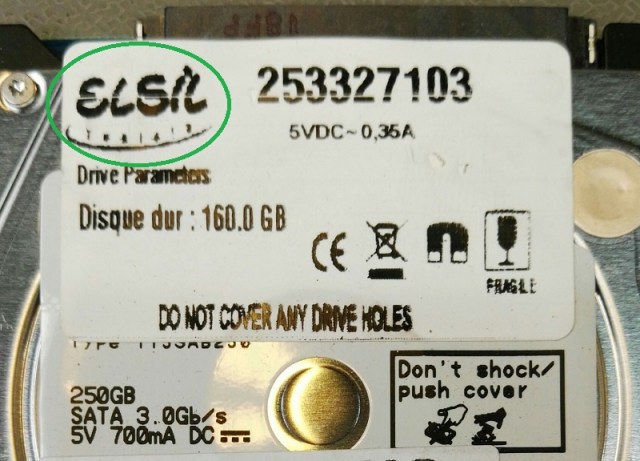 ELSIL
253327103
5VDC~0,35A
Drive Parameters
Disque dur : 160.0 GB
CE
FRAGILE
DO NOT COVER ANY DRIVE HOLES
250GB
SATA 3.0Gb/s
5V 700mA DC
Don't shock/
push cover